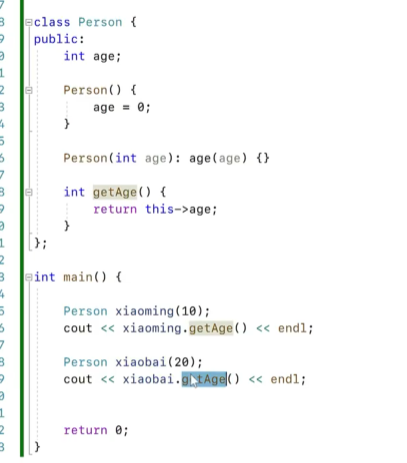 7
8 class Person {
9 public:
0     int age;
1
2     Person() {
3         age = 0;
4     }
5
6     Person(int age): age(age) {}
7
8     int getAge() {
9         return this->age;
0     }
1 };
2
3 int main() {
4
5     Person xiaoming(10);
6     cout << xiaoming.getAge() << endl;
7
8     Person xiaobai(20);
9     cout << xiaobai.getAge() << endl;
0
1
2     return 0;
3 }